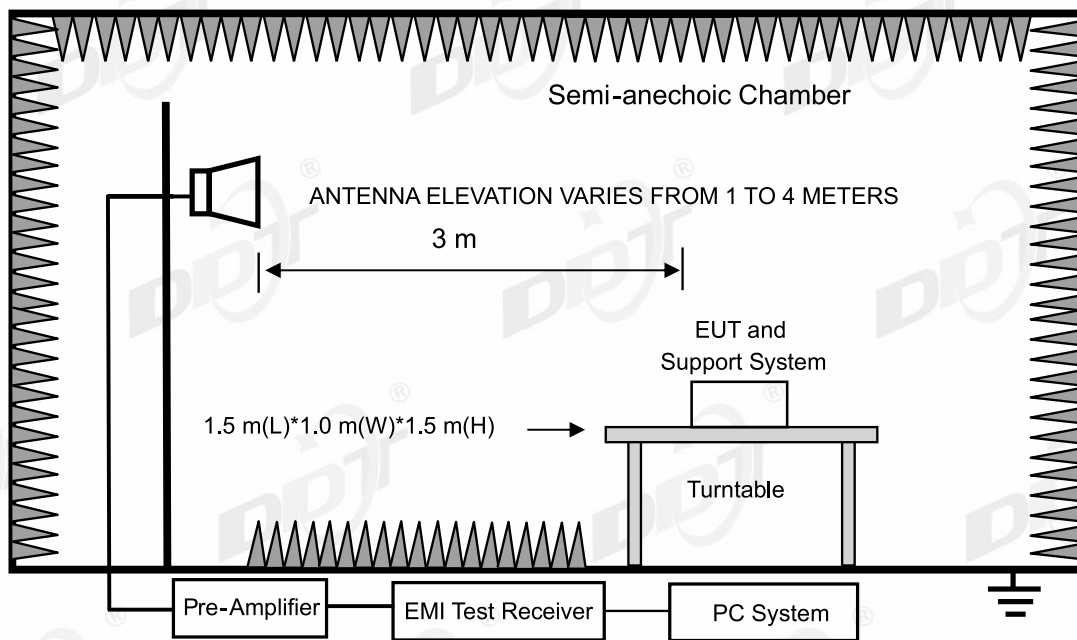 Semi-anechoic Chamber
ANTENNA ELEVATION VARIES FROM 1 TO 4 METERS
3 m
EUT and
Support System
1.5 m(L)*1.0 m(W)*1.5 m(H)
Turntable
Pre-Amplifier
EMI Test Receiver
PC System
DDT®